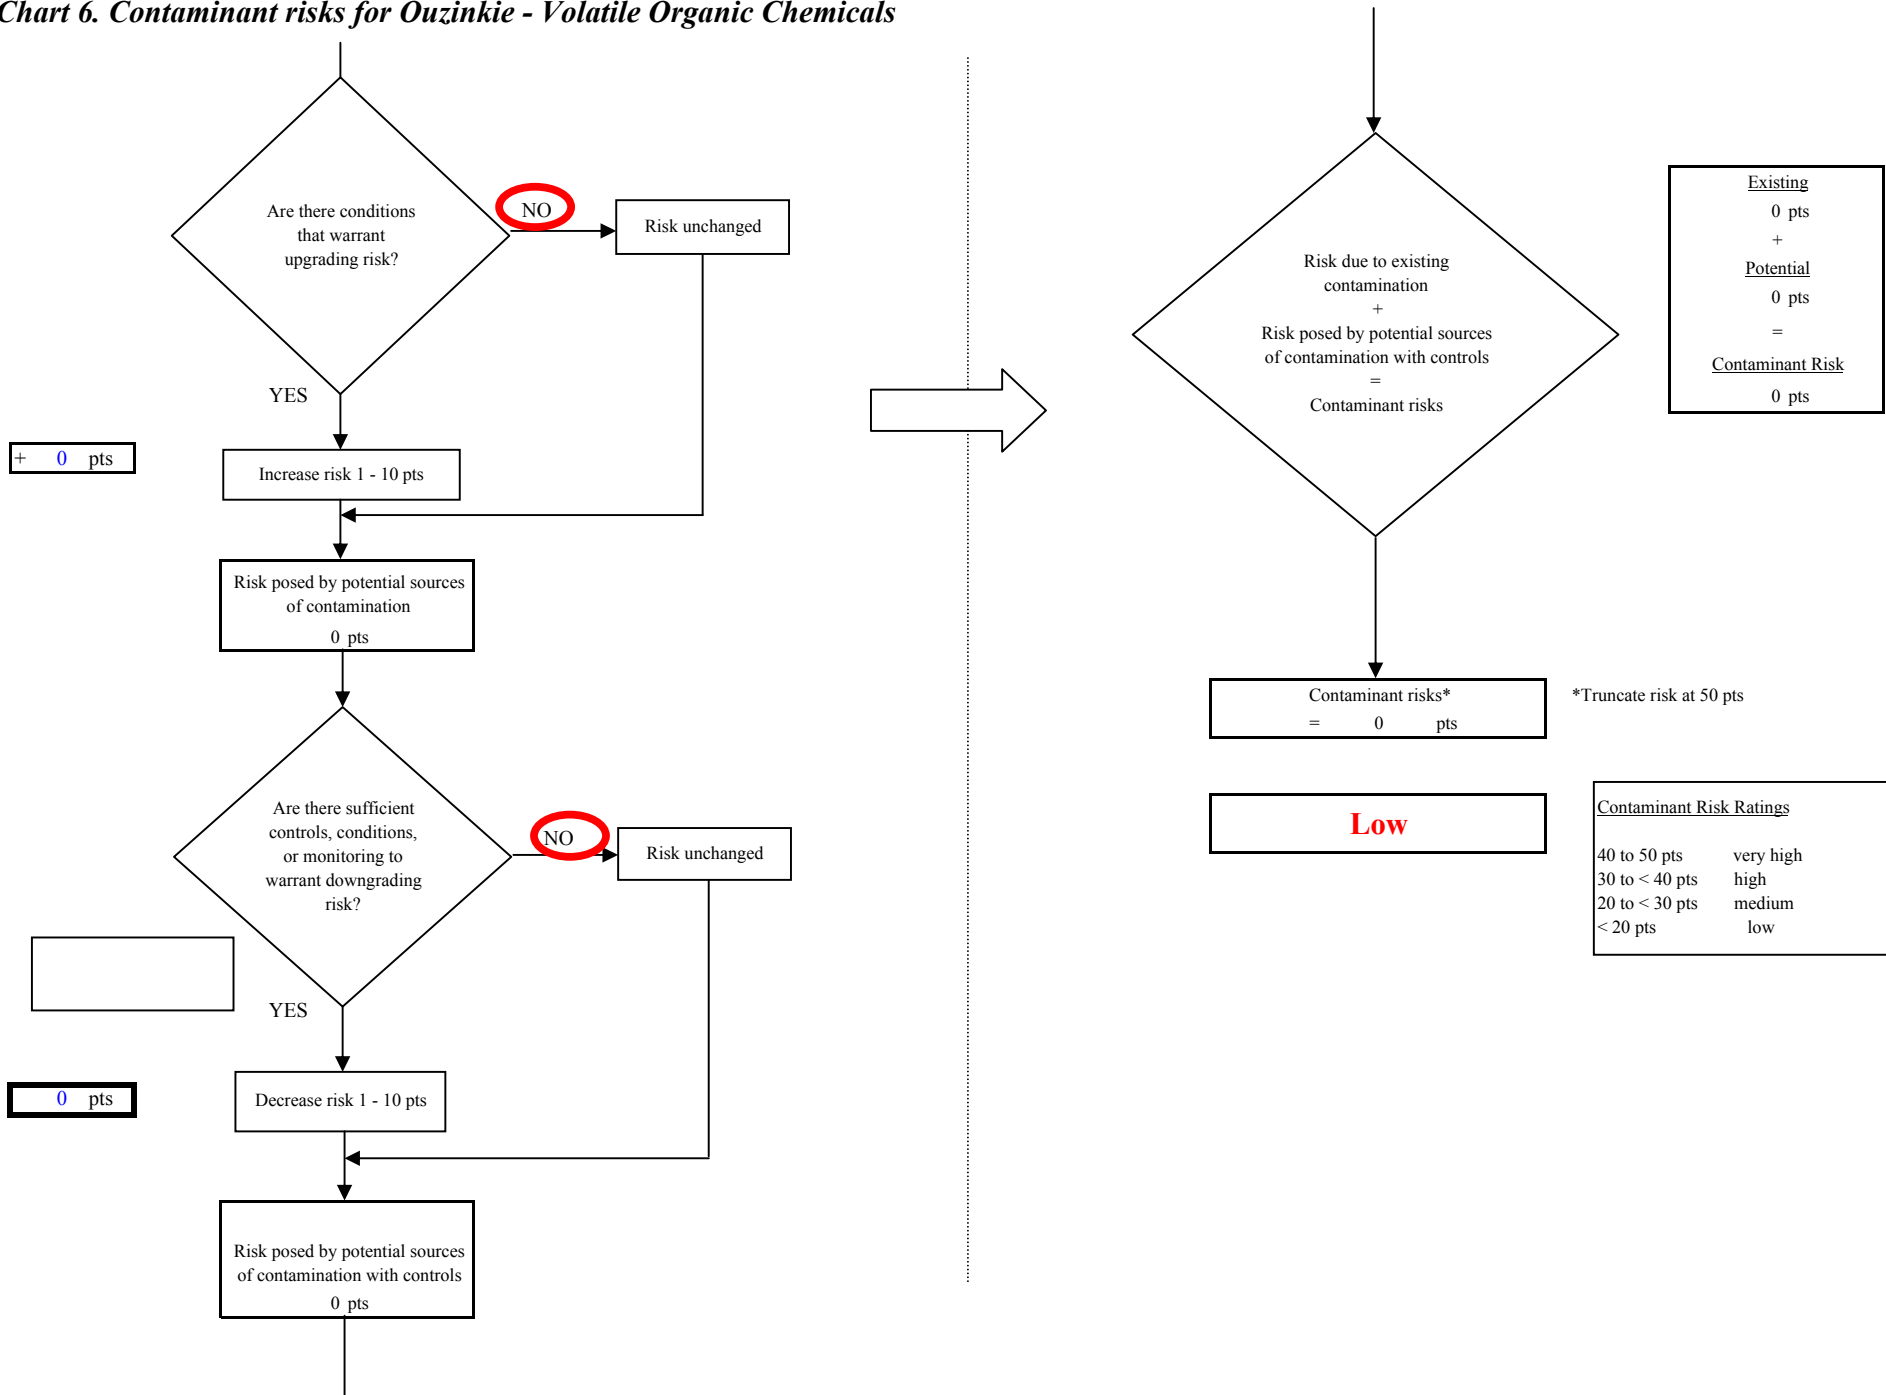 Chart 6. Contaminant risks for Ouzinkie - Volatile Organic Chemicals
Are there conditions
that warrant
upgrading risk?
NO
Risk unchanged
YES
+ 0 pts
Increase risk 1 - 10 pts
Risk posed by potential sources
of contamination
0 pts
Are there sufficient
controls, conditions,
or monitoring to
warrant downgrading
risk?
NO
Risk unchanged
YES
0 pts
Decrease risk 1 - 10 pts
Risk posed by potential sources
of contamination with controls
0 pts
Risk due to existing
contamination
+
Risk posed by potential sources
of contamination with controls
=
Contaminant risks
Existing
0 pts
+
Potential
0 pts
=
Contaminant Risk
0 pts
Contaminant risks*
= 0 pts
*Truncate risk at 50 pts
Low
Contaminant Risk Ratings
40 to 50 pts very high
30 to < 40 pts high
20 to < 30 pts medium
< 20 pts low